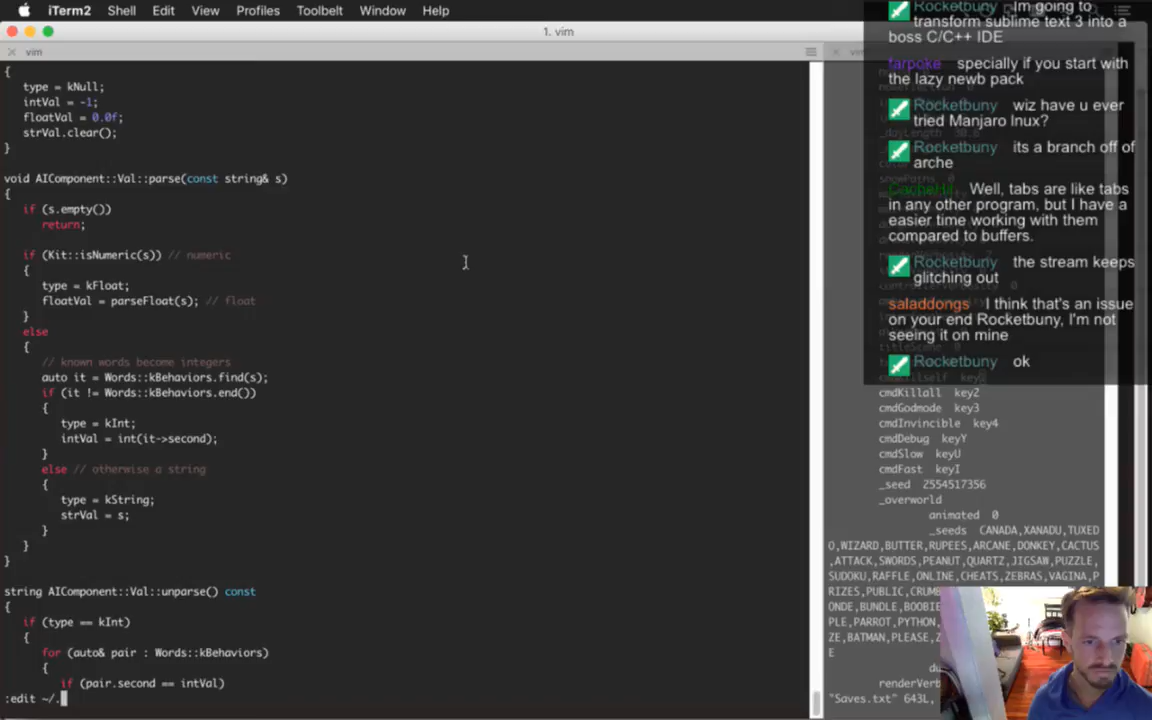 iTerm2 Shell Edit View Profiles Toolbelt Window Help
1. vim
vim
{
type = kNull;
intVal = -1;
floatVal = 0.0f;
strVal.clear();
}
void AIComponent::Val::parse(const string& s)
{
if (s.empty())
return;
if (Kit::isNumeric(s)) // numeric
{
type = kFloat;
floatVal = parseFloat(s); // float
}
else
{
// known words become integers
auto it = Words::kBehaviors.find(s);
if (it != Words::kBehaviors.end())
{
type = kInt;
intVal = int(it->second);
}
else // otherwise a string
{
type = kString;
strVal = s;
}
}
}
string AIComponent::Val::unparse() const
{
if (type == kInt)
{
for (auto& pair : Words::kBehaviors)
{
if (pair.second == intVal)
:edit ~/.
Rocketbuny Im going to
transform sublime text 3 into a
boss C/C++ IDE
farpoke specially if you start with
the lazy newb pack
Rocketbuny wiz have u ever
tried Manjaro lnux?
Rocketbuny its a branch off of
arche
CacheHit Well, tabs are like tabs
in any other program, but I have a
easier time working with them
compared to buffers.
Rocketbuny the stream keeps
glitching out
saladdongs I think that's an issue
on your end Rocketbuny, I'm not
seeing it on mine
Rocketbuny ok
cmdKillall key2
cmdGodmode key3
cmdInvincible key4
cmdDebug keyY
cmdSlow keyU
cmdFast keyI
_seed 2554517356
_overworld
animated 0
_seeds CANADA,XANADU,TUXED
O,WIZARD,BUTTER,RUPEES,ARCANE,DONKEY,CACTUS
,ATTACK,SWORDS,PEANUT,QUARTZ,JIGSAW,PUZZLE,
SUDOKU,RAFFLE,ONLINE,CHEATS,ZEBRAS,VAGINA,P
RIZES,PUBLIC,CRUMB
ONDE,BUNDLE,BOOBIE
PLE,PARROT,PYTHON,
ZE,BATMAN,PLEASE,Z
E
du
renderVert
"Saves.txt" 643L,